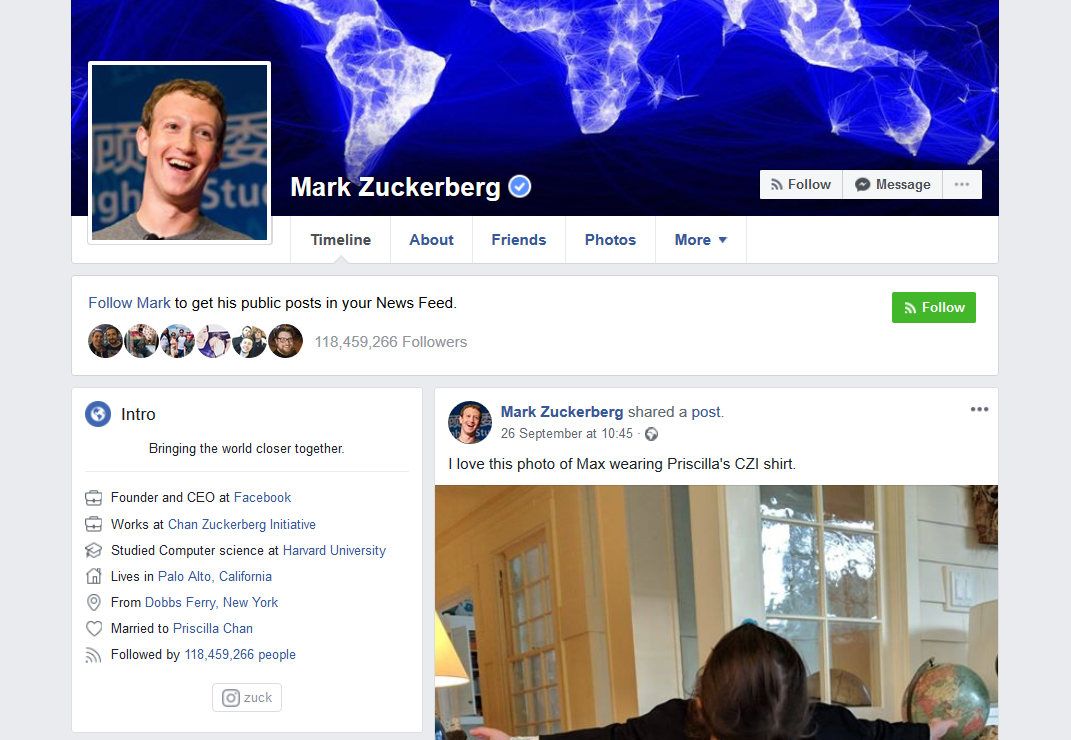 顾 委
Stu
Mark Zuckerberg
Follow
Message
Timeline
About
Friends
Photos
More
Follow Mark to get his public posts in your News Feed.
Follow
118,459,266 Followers
Intro
Bringing the world closer together.
Founder and CEO at Facebook
Works at Chan Zuckerberg Initiative
Studied Computer science at Harvard University
Lives in Palo Alto, California
From Dobbs Ferry, New York
Married to Priscilla Chan
Followed by 118,459,266 people
zuck
Mark Zuckerberg shared a post.
26 September at 10:45 ·
I love this photo of Max wearing Priscilla's CZI shirt.